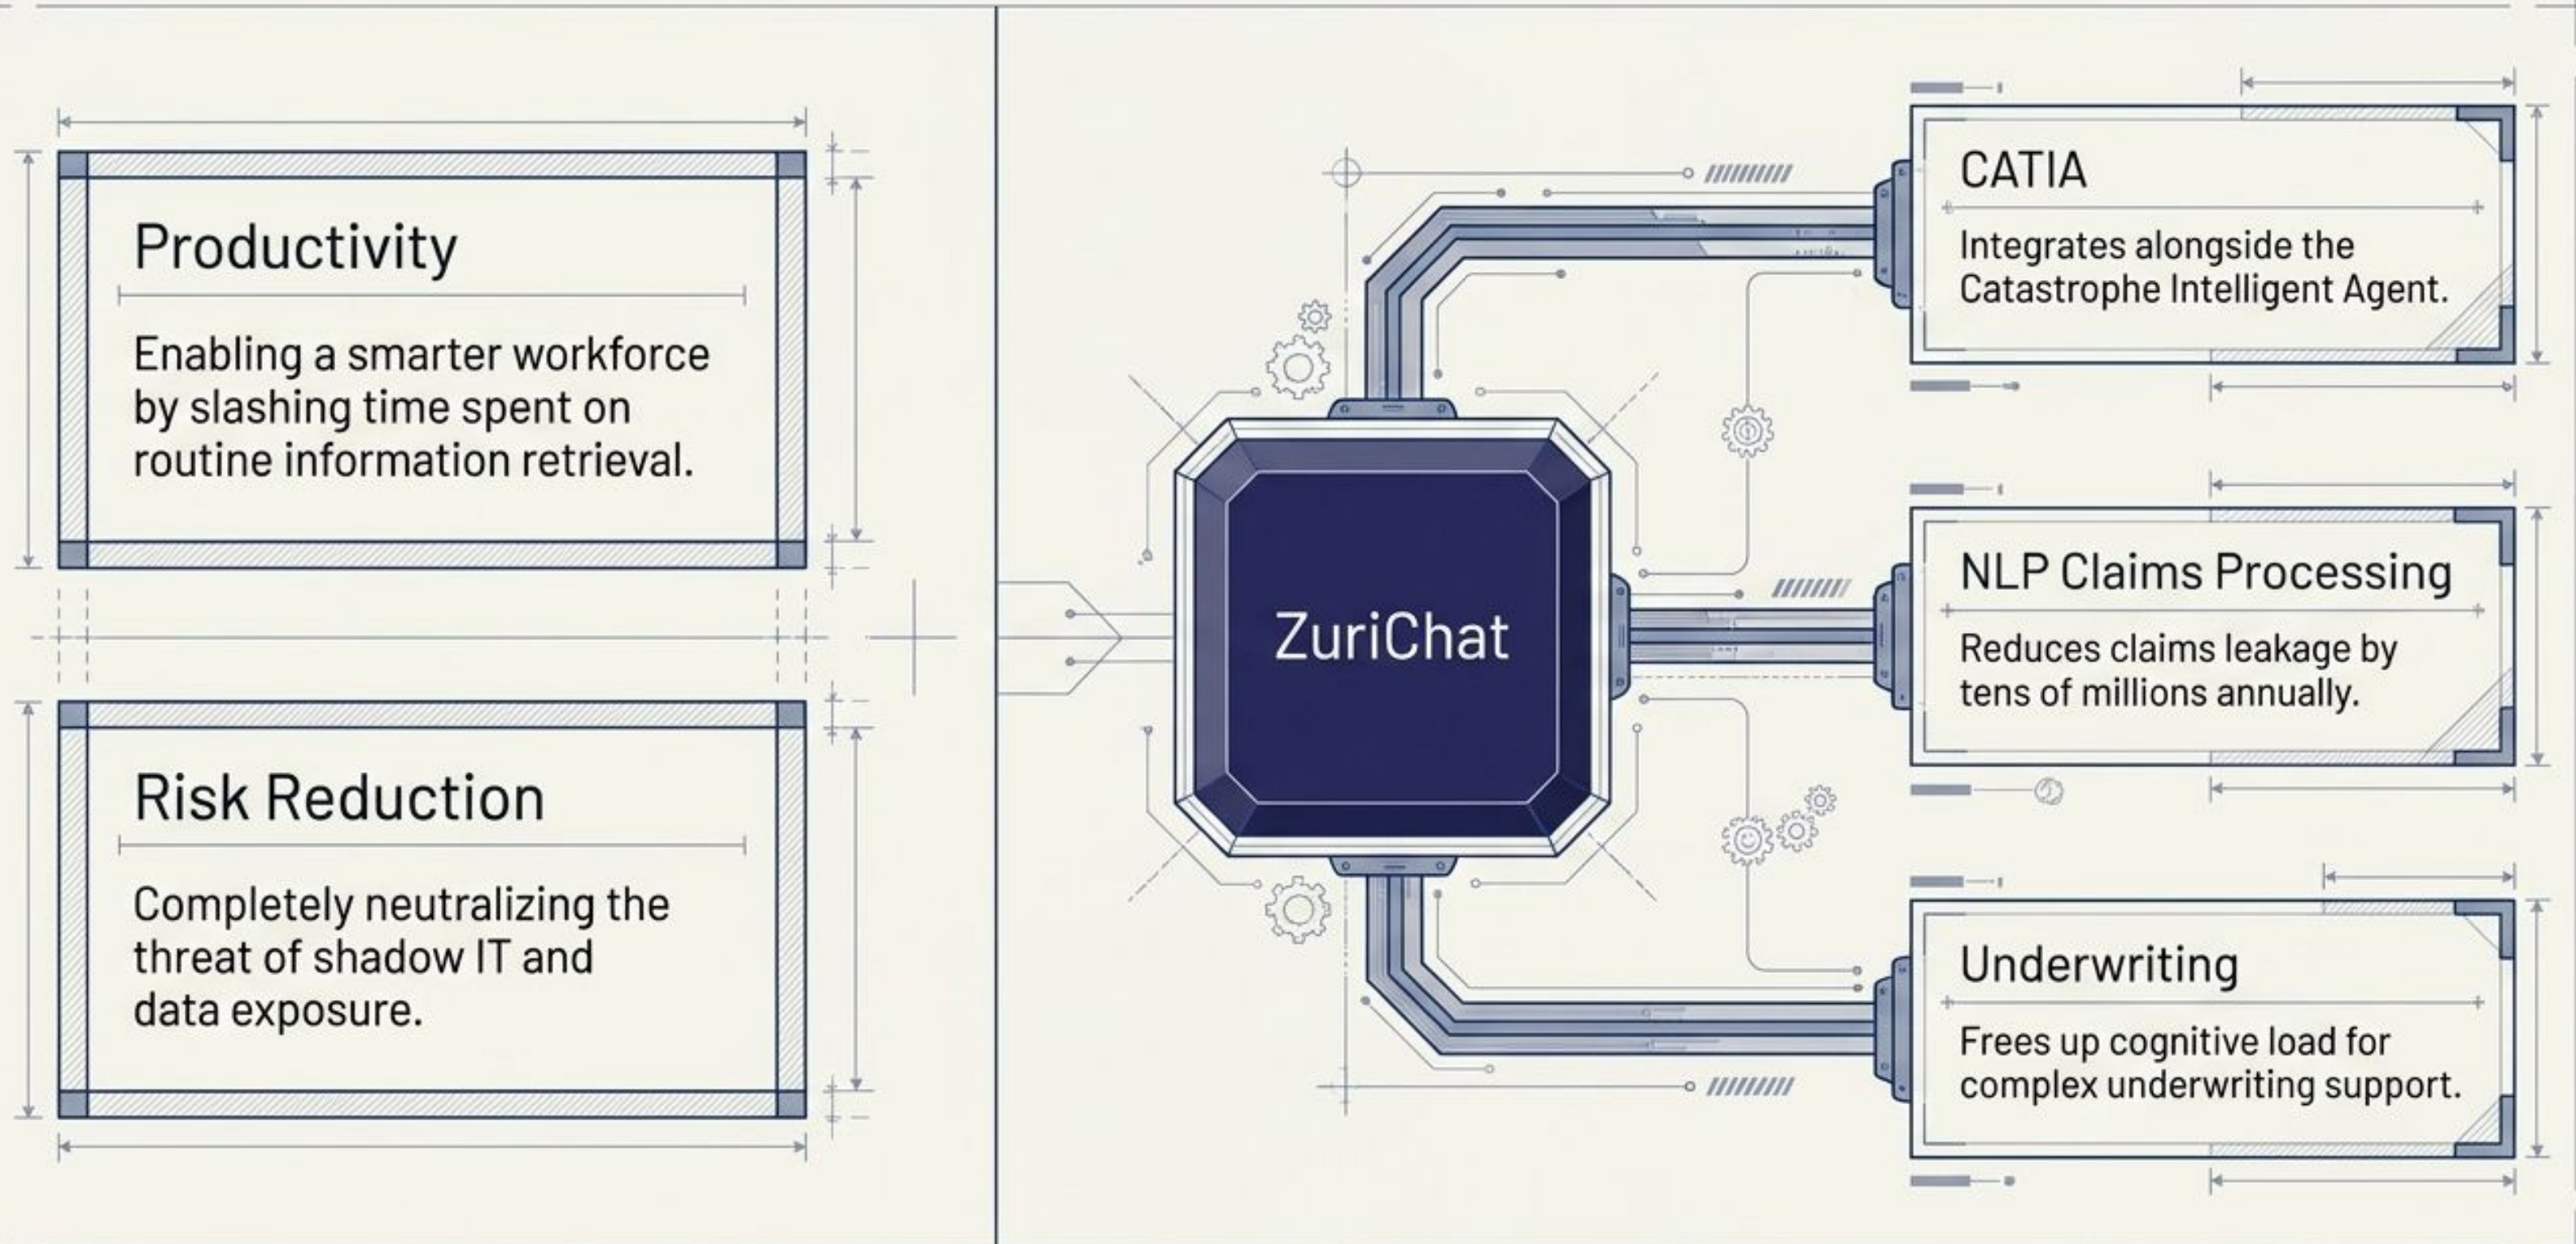 Productivity
Enabling a smarter workforce
by slashing time spent on
routine information retrieval.
Risk Reduction
Completely neutralizing the
threat of shadow IT and
data exposure.
ZuriChat
CATIA
Integrates alongside the
Catastrophe Intelligent Agent.
NLP Claims Processing
Reduces claims leakage by
tens of millions annually.
Underwriting
Frees up cognitive load for
complex underwriting support.